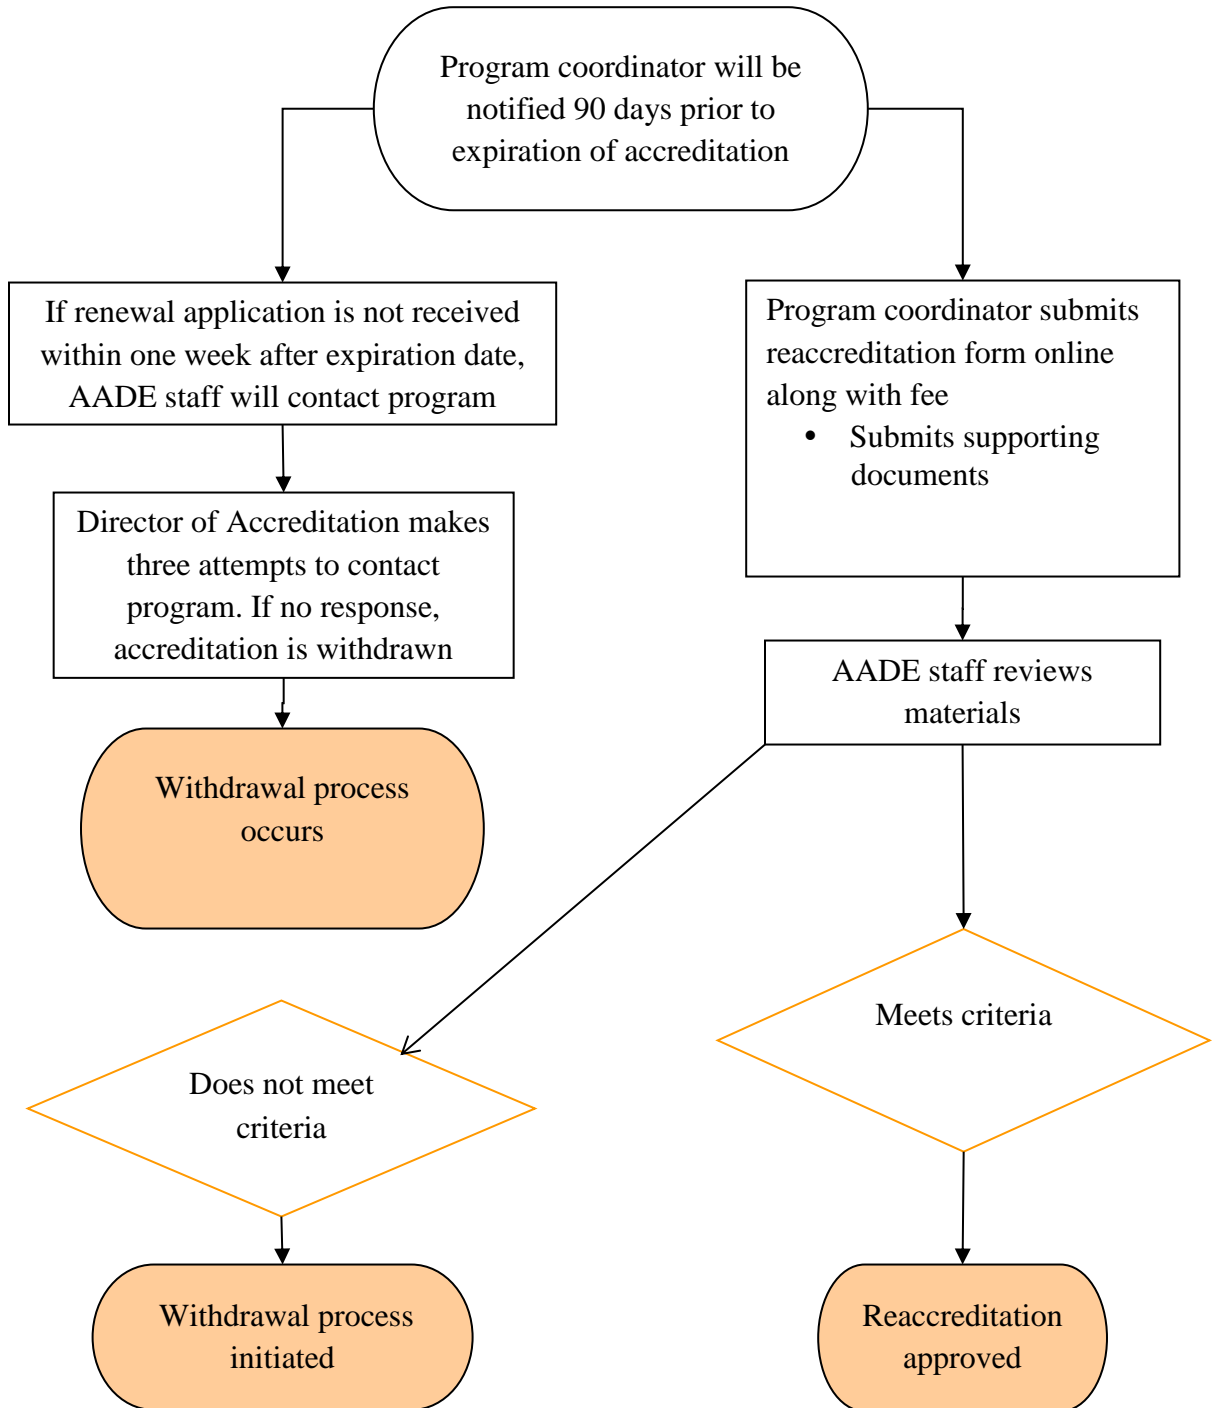 Program coordinator will be
notified 90 days prior to
expiration of accreditation
If renewal application is not received
within one week after expiration date,
AADE staff will contact program
Director of Accreditation makes
three attempts to contact
program. If no response,
accreditation is withdrawn
Withdrawal process
occurs
Program coordinator submits
reaccreditation form online
along with fee
• Submits supporting
documents
AADE staff reviews
materials
Does not meet
criteria
Meets criteria
Withdrawal process
initiated
Reaccreditation
approved